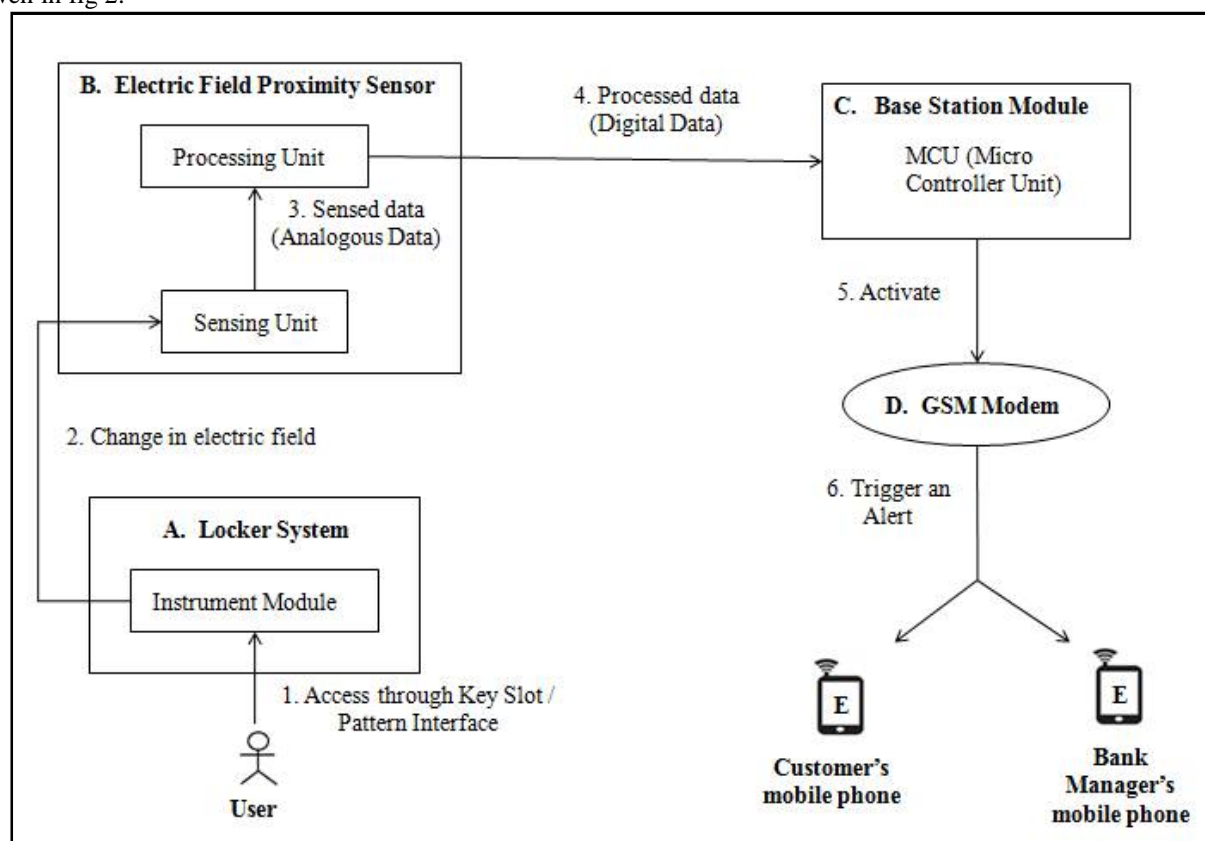 B. Electric Field Proximity Sensor
Processing Unit
3. Sensed data
(Analogous Data)
Sensing Unit
4. Processed data
(Digital Data)
C. Base Station Module
MCU (Micro
Controller Unit)
5. Activate
D. GSM Modem
2. Change in electric field
6. Trigger an
Alert
A. Locker System
Instrument Module
1. Access through Key Slot /
Pattern Interface
User
E
Customer's
mobile phone
E
Bank
Manager's
mobile phone